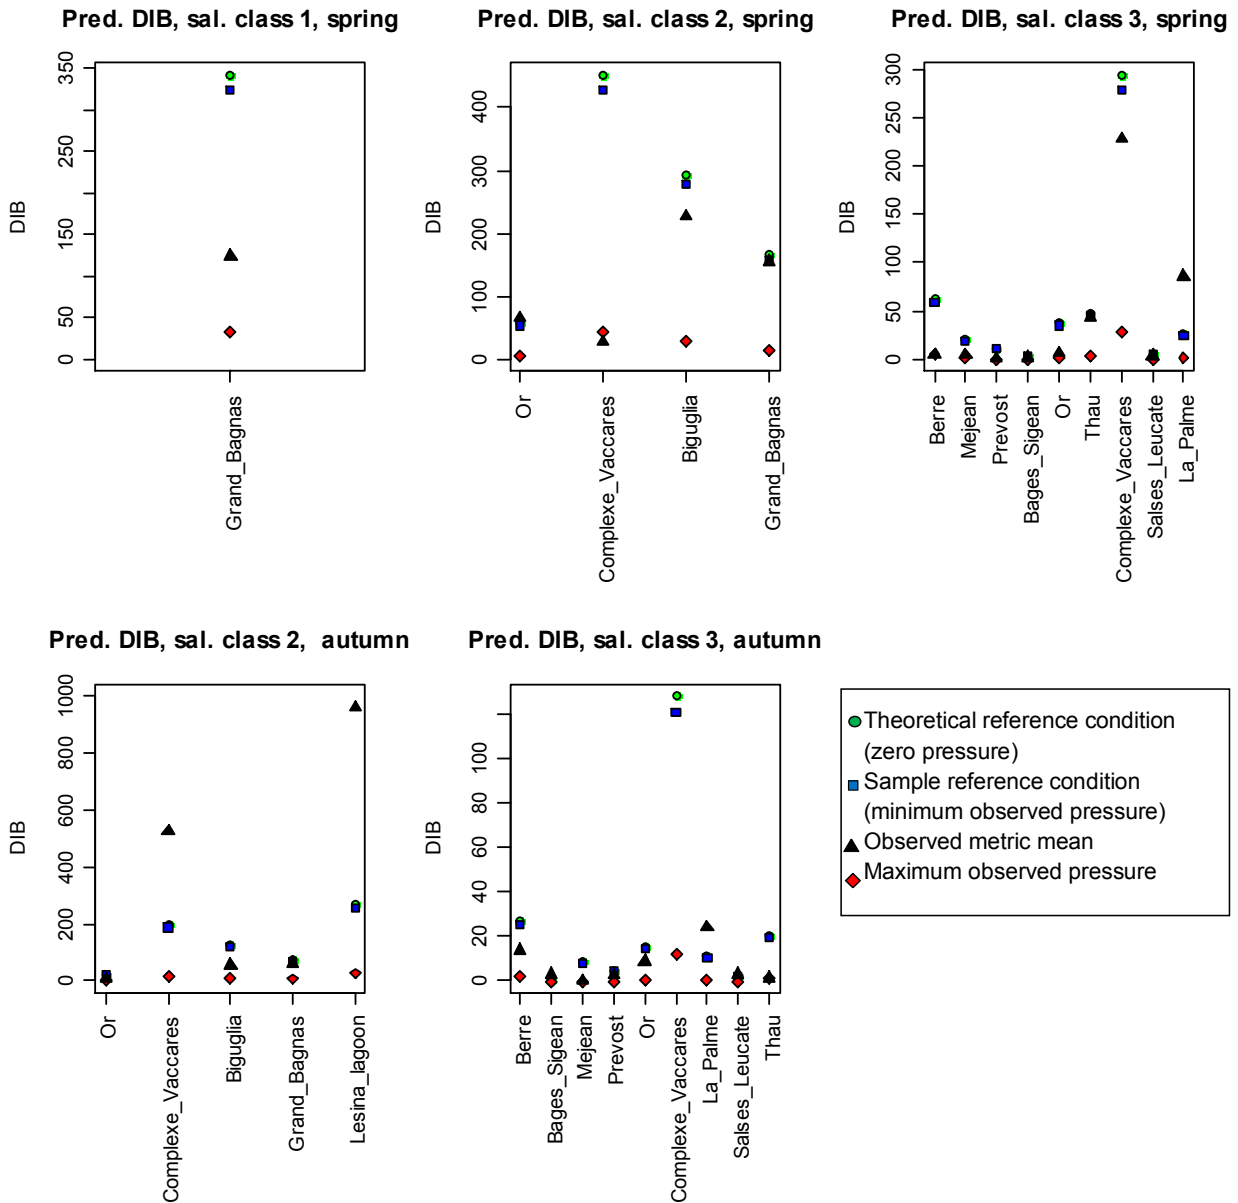 Pred. DIB, sal. class 1, spring
DIB
350
250
150
50
0
Grand_Bagnas
Pred. DIB, sal. class 2, spring
DIB
400
300
200
100
0
Or
Complexe_Vaccares
Biguglia
Grand_Bagnas
Pred. DIB, sal. class 3, spring
DIB
300
250
200
150
100
50
0
Berre
Mejean
Prevost
Bages_Sigean
Or
Thau
Complexe_Vaccares
Salses_Leucate
La_Palme
Pred. DIB, sal. class 2, autumn
DIB
1000
800
600
400
200
0
Or
Complexe_Vaccares
Biguglia
Grand_Bagnas
Lesina_lagoon
Pred. DIB, sal. class 3, autumn
DIB
100
80
60
40
20
0
Berre
Bages_Sigean
Mejean
Prevost
Or
Complexe_Vaccares
La_Palme
Salses_Leucate
Thau
Theoretical reference condition
(zero pressure)
Sample reference condition
(minimum observed pressure)
Observed metric mean
Maximum observed pressure